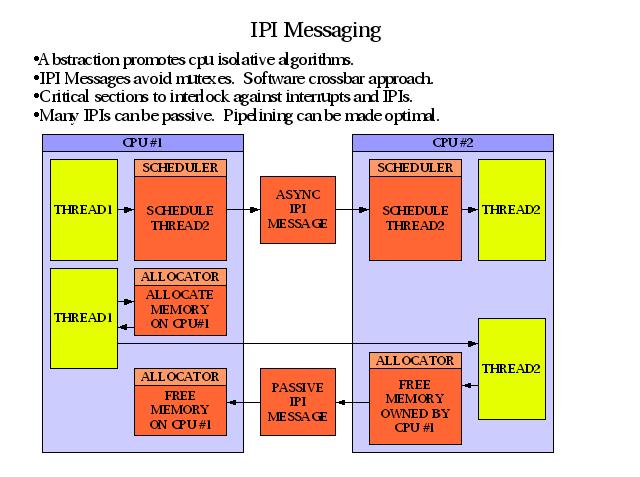 IPI Messaging
•Abstraction promotes cpu isolative algorithms.
•IPI Messages avoid mutexes.  Software crossbar approach.
•Critical sections to interlock against interrupts and IPIs.
•Many IPIs can be passive.  Pipelining can be made optimal.
CPU #1
CPU #2
THREAD1
SCHEDULER
SCHEDULE
THREAD2
ASYNC
IPI
MESSAGE
SCHEDULER
SCHEDULE
THREAD2
THREAD2
THREAD1
ALLOCATOR
ALLOCATE
MEMORY
ON CPU#1
ALLOCATOR
FREE
MEMORY
ON CPU #1
PASSIVE
IPI
MESSAGE
ALLOCATOR
FREE
MEMORY
OWNED BY
CPU #1
THREAD2